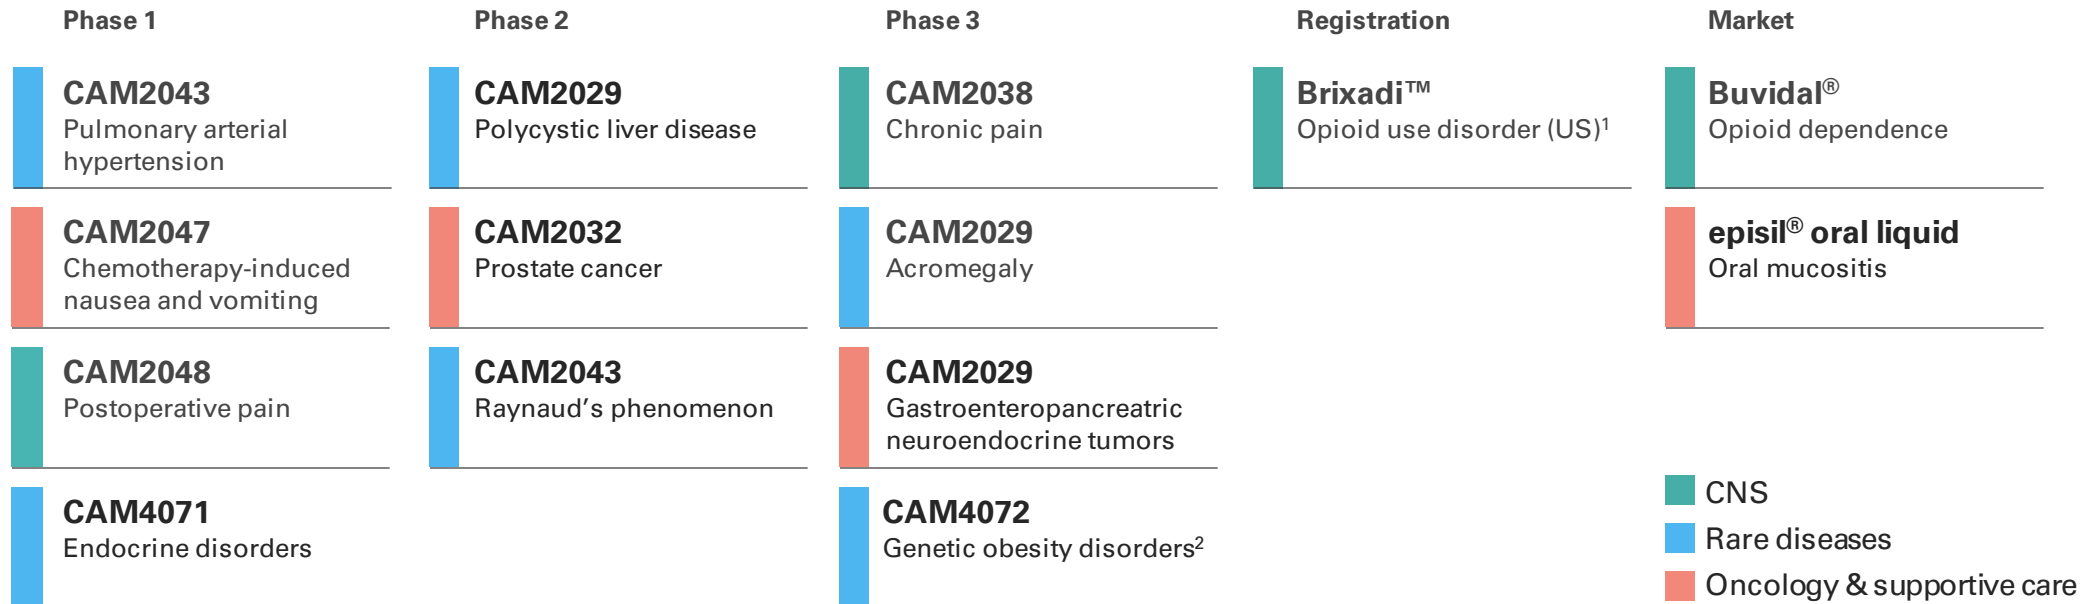 Phase 1
CAM2043
Pulmonary arterial
hypertension
CAM2047
Chemotherapy-induced
nausea and vomiting
CAM2048
Postoperative pain
CAM4071
Endocrine disorders
Phase 2
CAM2029
Polycystic liver disease
CAM2032
Prostate cancer
CAM2043
Raynaud’s phenomenon
Phase 3
CAM2038
Chronic pain
CAM2029
Acromegaly
CAM2029
Gastroenteropancreatric
neuroendocrine tumors
CAM4072
Genetic obesity disorders²
Registration
Brixadi™
Opioid use disorder (US)¹
Market
Buvidal®
Opioid dependence
episil® oral liquid
Oral mucositis
CNS
Rare diseases
Oncology & supportive care